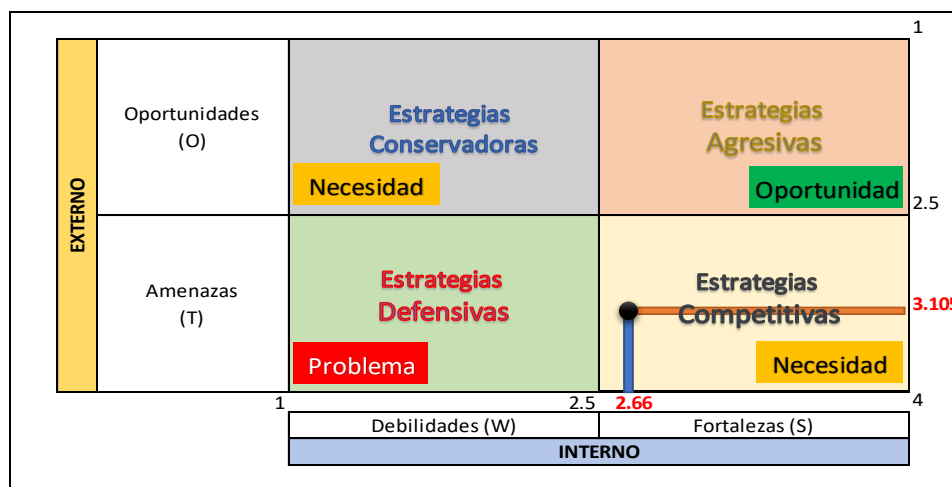 1
EXTERNO
Oportunidades
(O)
Estrategias
Conservadoras
Necesidad
Estrategias
Agresivas
Oportunidad
2.5
Amenazas
(T)
Estrategias
Defensivas
Problema
Estrategias
Competitivas
3.105
Necesidad
1
2.5
2.66
4
Debilidades (W)
Fortalezas (S)
INTERNO